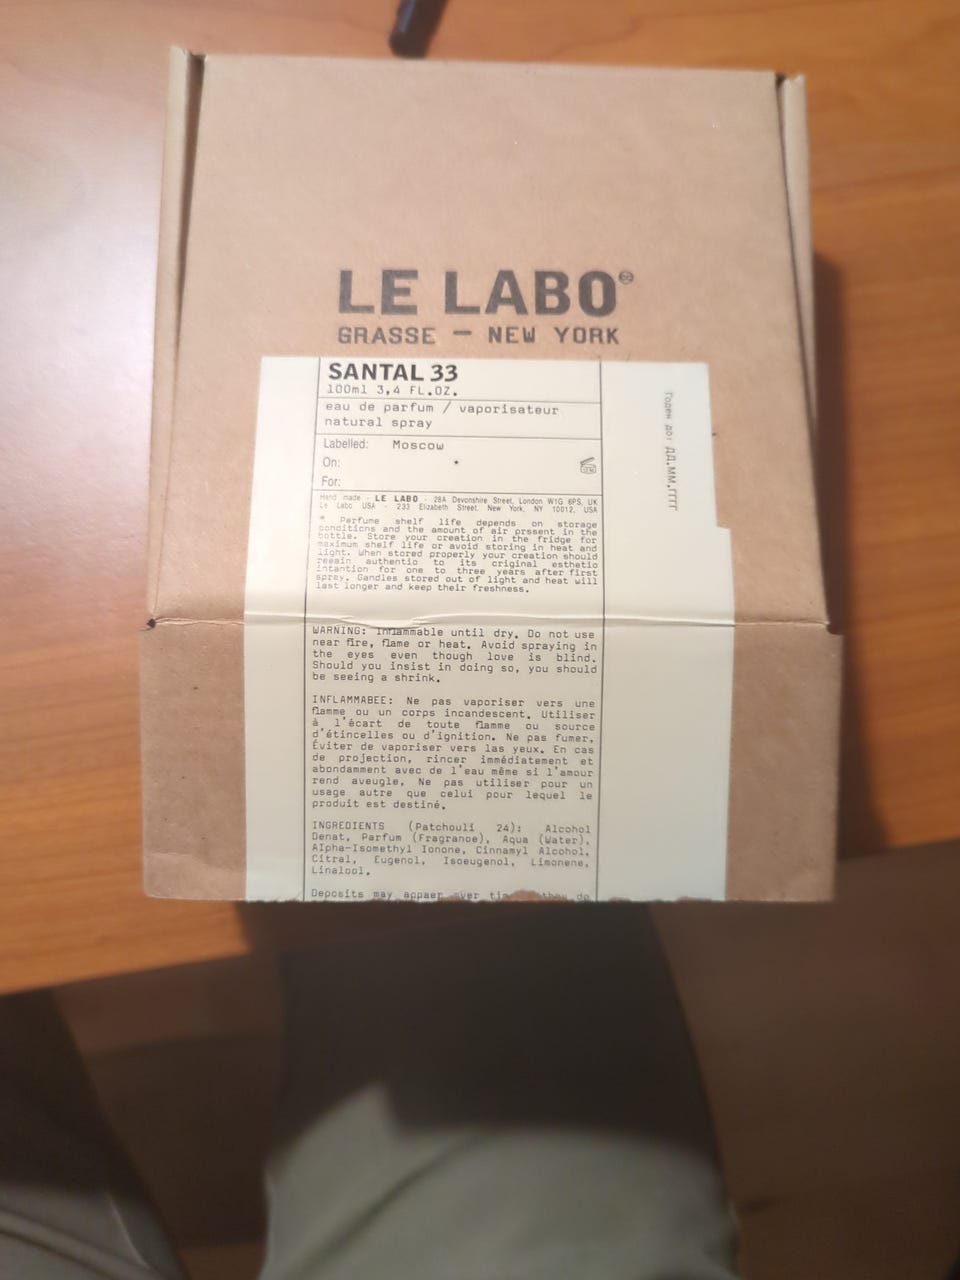 LE LABO
GRASSE — NEW YORK
SANTAL 33
100ml 3,4 FL.OZ.
eau de parfum / vaporisateur
natural spray
Labelled: Moscow
On:
For:
Hand made - LE LABO - 28A Devonshire Street, London W1G 6PS, UK
Le Labo USA - 233 Elizabeth Street, New York, NY 10012, USA
* Perfume shelf life depends on storage
conditions and the amount of air prssent in the
bottle. Store your creation in the fridge for
maximum shelf life or avoid storing in heat and
light. When stored properly your creation should
remain authentio to its original esthetio
intantion for one to three years after first
spray. Gandles stored out of light and heat will
last longer and keep their freshness.
WARNING: Inflammable until dry. Do not use
near fire, flame or heat. Avoid spraying in
the eyes even though love is blind.
Should you insist in doing so, you should
be seeing a shrink.
INFLAMMABEE: Ne pas vaporiser vers une
flamme ou un corps incandescent. Utiliser
à l'écart de toute flamme ou source
d'étincelles ou d'ignition. Ne pas fumer,
Éviter de vaporiser vers las yeux. En cas
de projection, rincer immédiatement et
abondamment avec de l'eau même si l'amour
rend aveugle, Ne pas utiliser pour un
usage autre que celui pour lequel le
produit est destiné.
INGREDIENTS (Patchouli 24): Alcohol
Denat, Parfum (Fragranoe), Aqua (Water),
Alpha-Isomethyl Ionone, Cinnamyl Alcohol,
Citral, Eugenol, Isoeugenol, Limonene,
Linalool.
Deposits may appaer over do
Годен до: ДД.ММ.ГГГГ